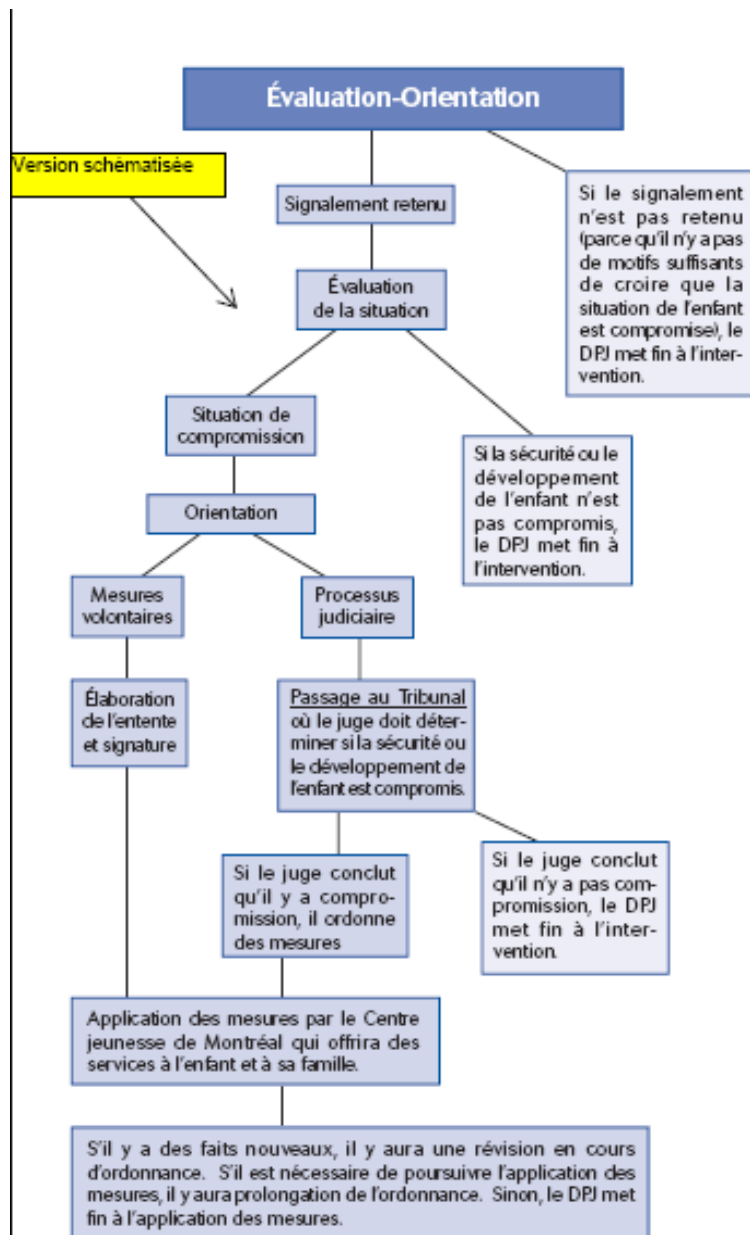 Évaluation-Orientation
Version schématisée
Signalement retenu
Si le signalement
n'est pas retenu
(parce qu'il n'y a pas
de motifs suffisants
de croire que la
situation de l'enfant
est compromise), le
DPJ met fin à l'inter-
vention.
Évaluation
de la situation
Situation de
compromission
Si la sécurité ou le
développement
de l'enfant n'est
pas compromis,
le DPJ met fin à
l'intervention.
Orientation
Mesures
volontaires
Processus
judiciaire
Élaboration
de l'entente
et signature
Passage au Tribunal
où le juge doit déter-
miner si la sécurité ou
le développement de
l'enfant est compromis.
Si le juge conclut
qu'il y a compro-
mission, il ordonne
des mesures
Si le juge conclut
qu'il n'y a pas com-
promission, le DPJ
met fin à l'inter-
vention.
Application des mesures par le Centre
jeunesse de Montréal qui offrira des
services à l'enfant et à sa famille.
S'il y a des faits nouveaux, il y aura une révision en cours
d'ordonnance. S'il est nécessaire de poursuivre l'application des
mesures, il y aura prolongation de l'ordonnance. Sinon, le DPJ met
fin à l'application des mesures.